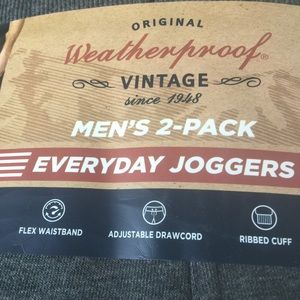 ORIGINAL
Weatherproof®
VINTAGE
since 1948
MEN'S 2-PACK
EVERYDAY JOGGERS
FLEX WAISTBAND
ADJUSTABLE DRAWCORD
RIBBED CUFF